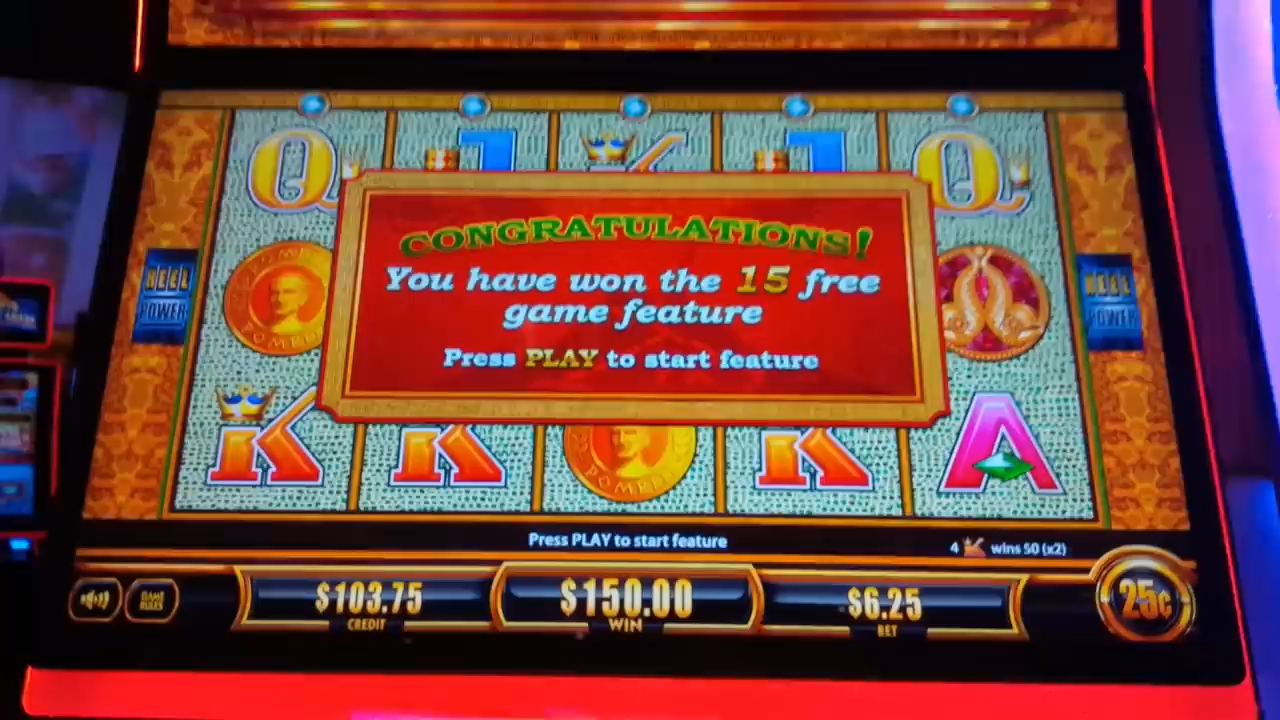 Q J K J Q
CONGRATULATIONS!
You have won the 15 free
game feature
Press PLAY to start feature
REEL
POWER
REEL
POWER
POMPEII
K K POMPEII K A
Press PLAY to start feature
4 K wins 50 (x2)
GAME
RULES
$103.75
CREDIT
$150.00
WIN
$6.25
BET
25¢